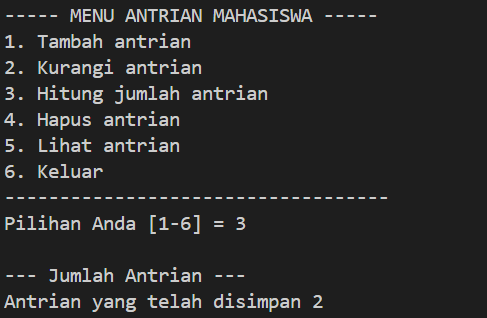 ----- MENU ANTRIAN MAHASISWA -----
1. Tambah antrian
2. Kurangi antrian
3. Hitung jumlah antrian
4. Hapus antrian
5. Lihat antrian
6. Keluar
-----------------------------------
Pilihan Anda [1-6] = 3
--- Jumlah Antrian ---
Antrian yang telah disimpan 2